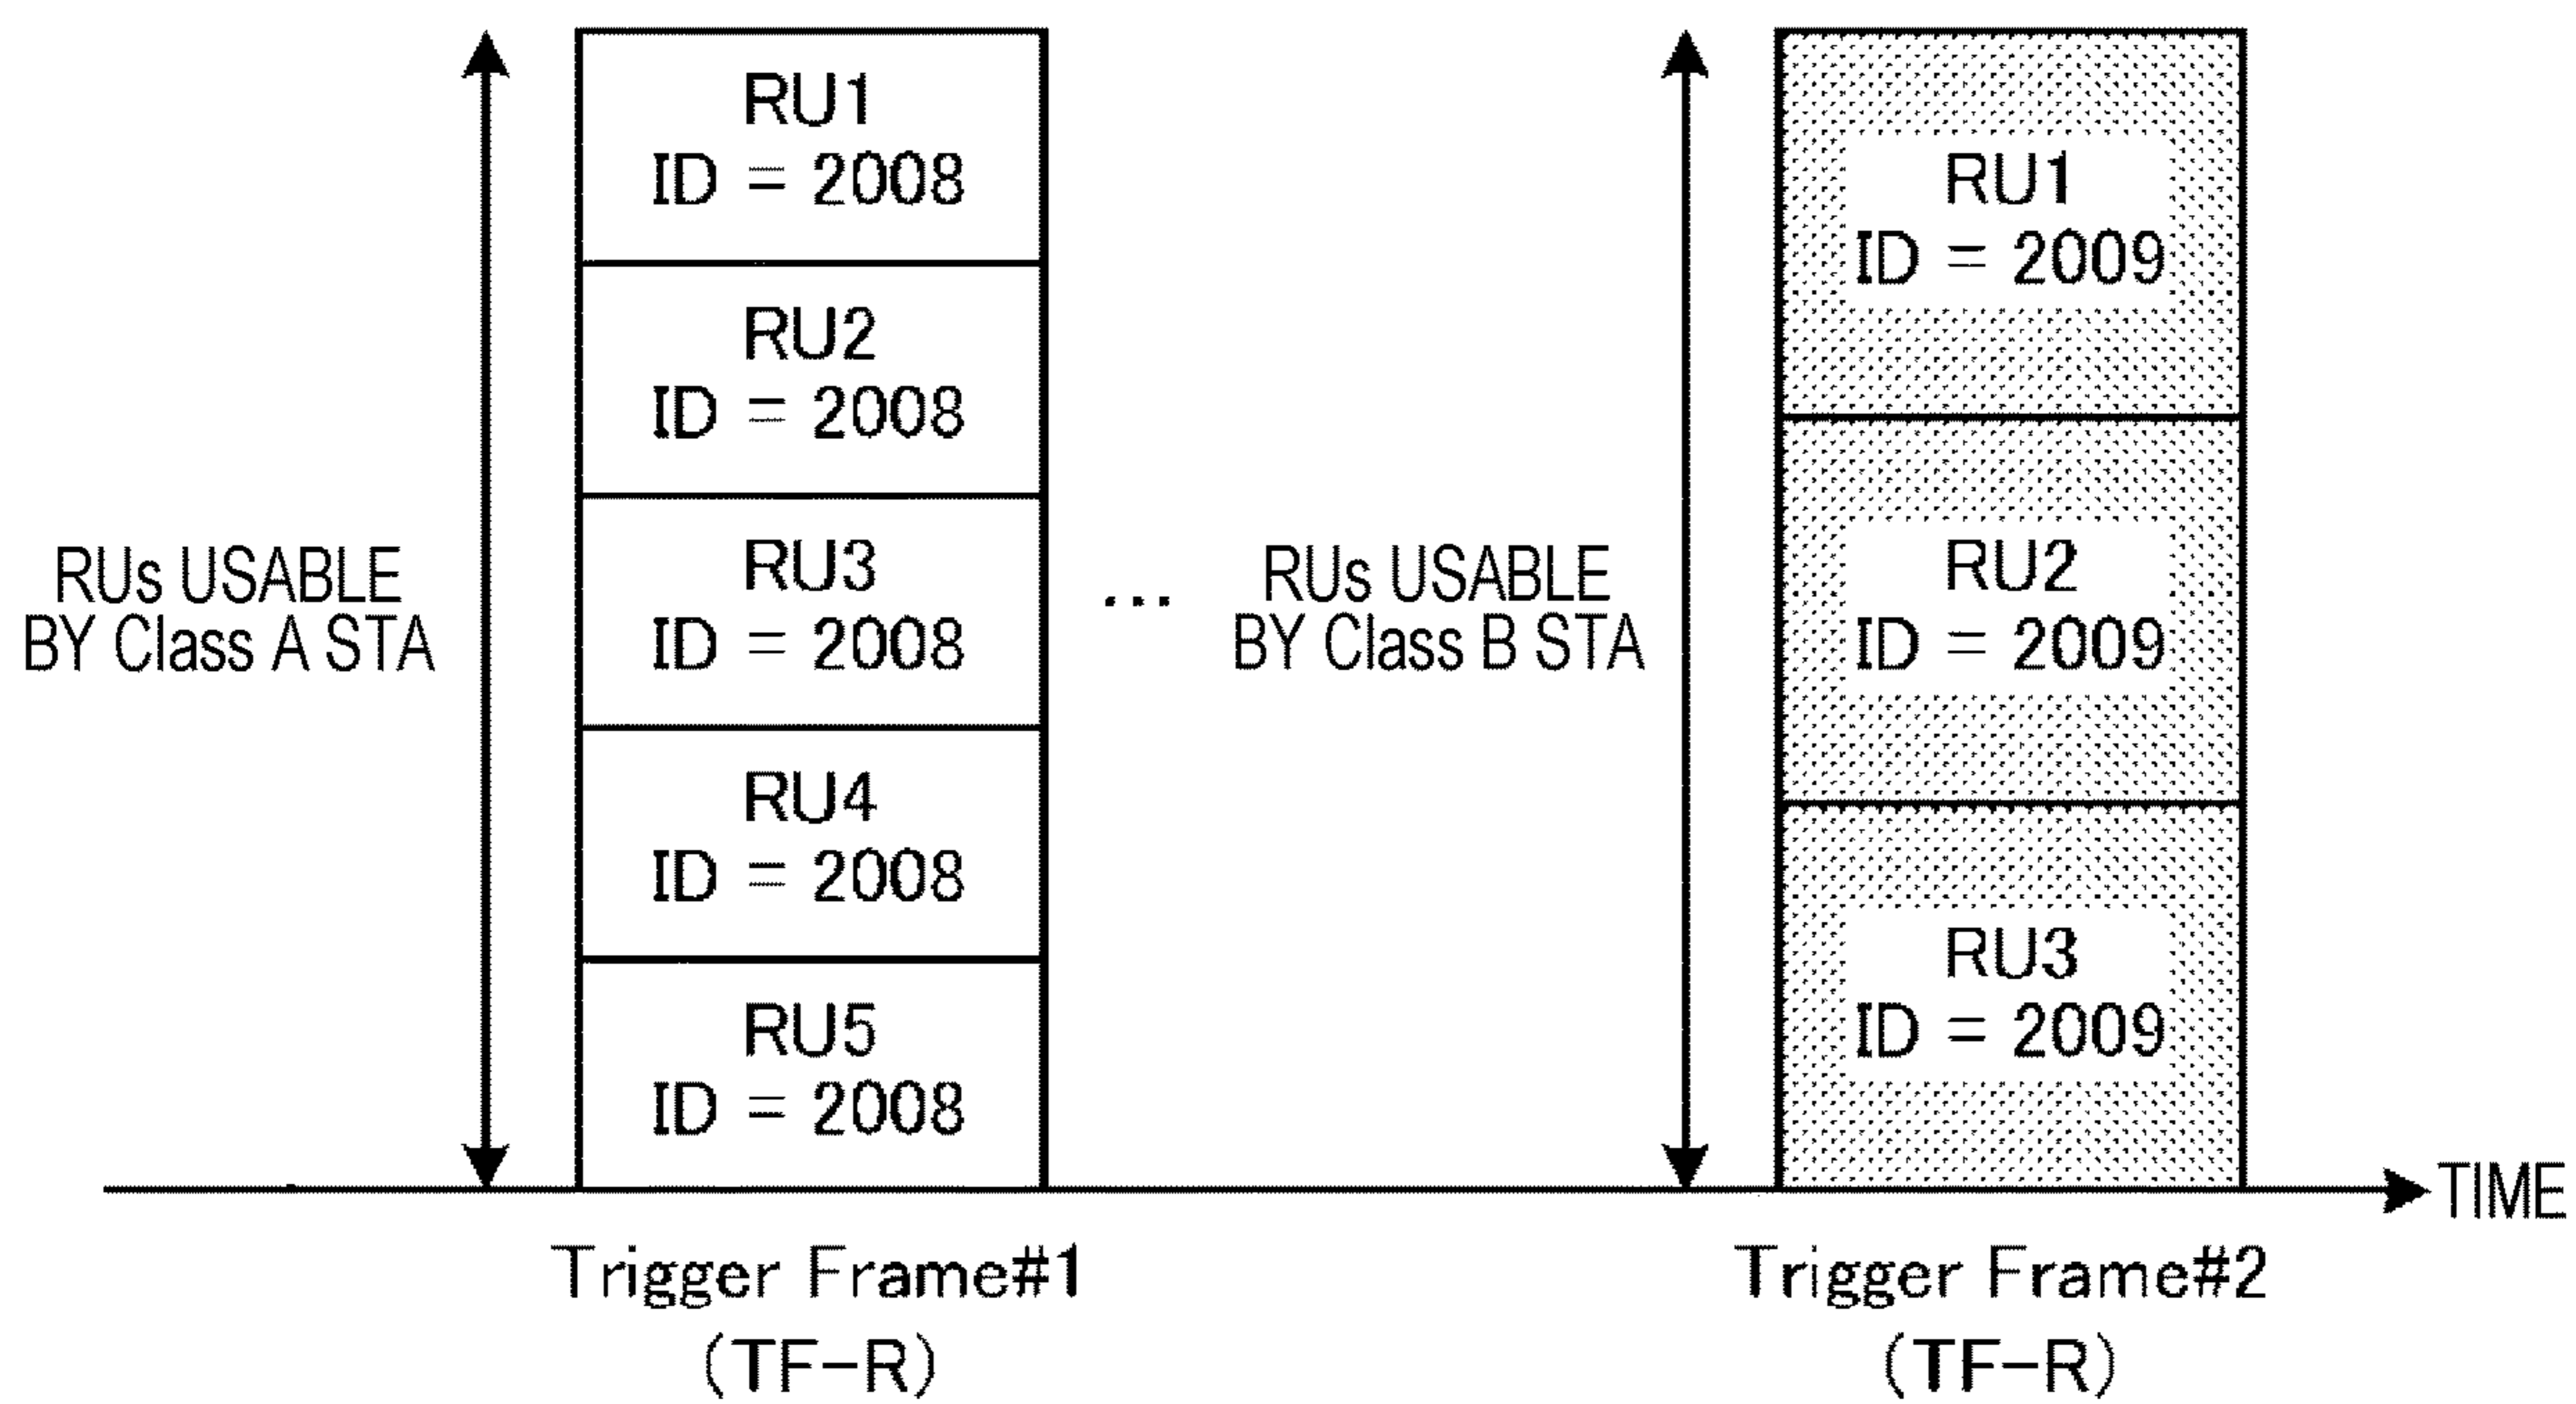 RUs USABLE
BY Class A STA
RU1
ID = 2008
RU2
ID = 2008
RU3
ID = 2008
RU4
ID = 2008
RU5
ID = 2008
Trigger Frame#1
(TF-R)
...
RUs USABLE
BY Class B STA
RU1
ID = 2009
RU2
ID = 2009
RU3
ID = 2009
Trigger Frame#2
(TF-R)
TIME